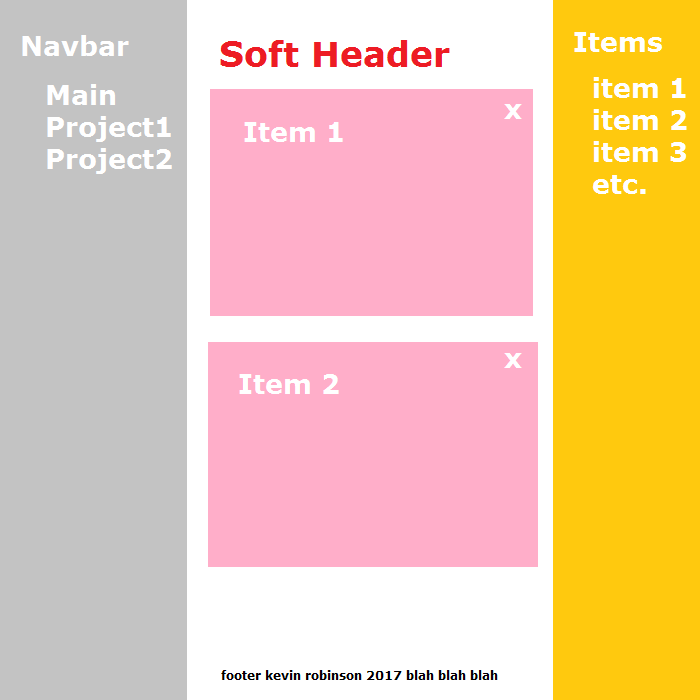 Navbar
Main
Project1
Project2
Soft Header
x
Item 1
x
Item 2
footer kevin robinson 2017 blah blah blah
Items
item 1
item 2
item 3
etc.